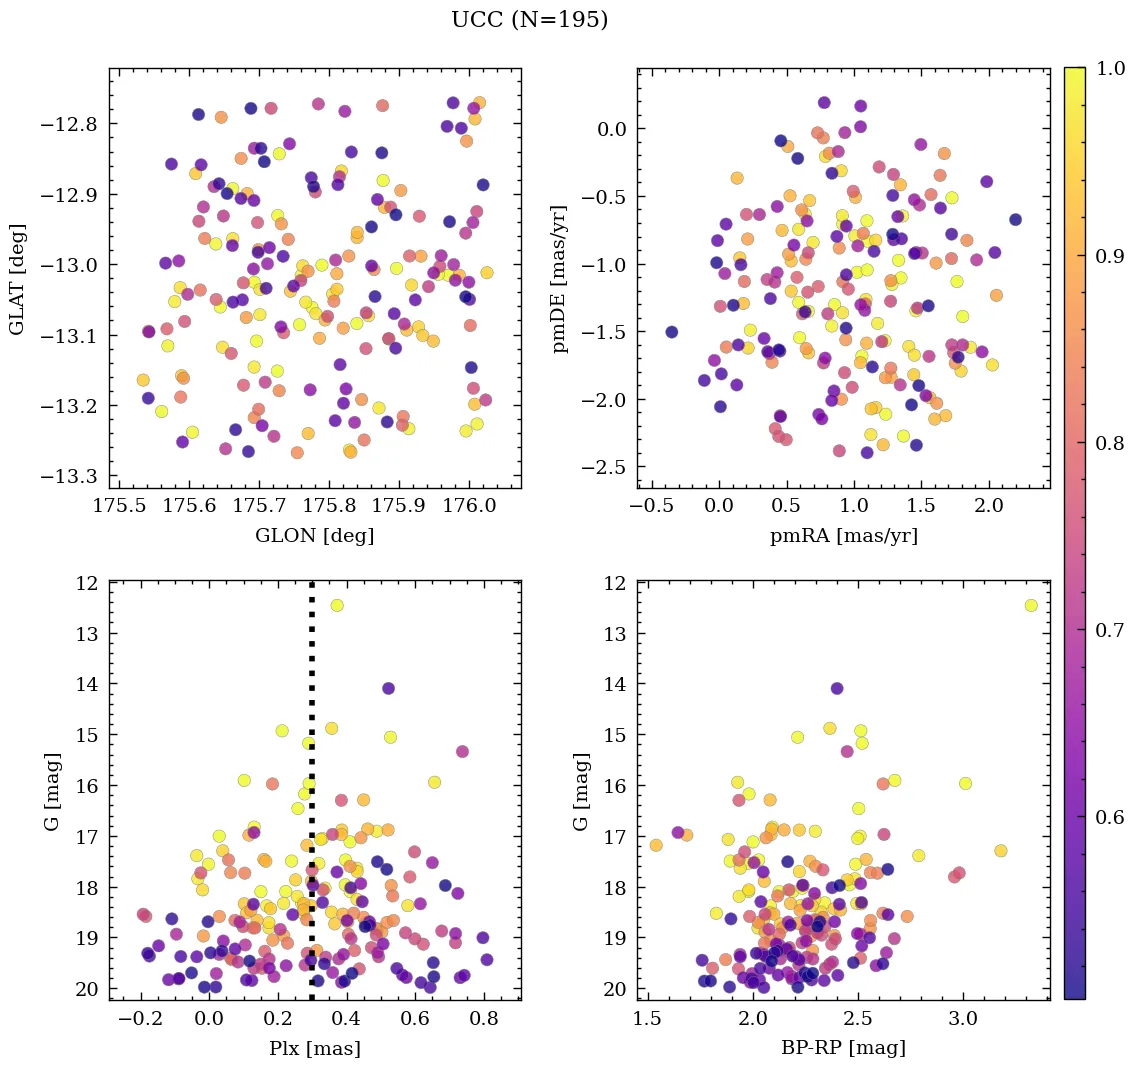 UCC (N=195)
−12.8
−12.9
−13.0
−13.1
−13.2
−13.3
GLAT [deg]
175.5 175.6 175.7 175.8 175.9 176.0
GLON [deg]
0.0
−0.5
−1.0
−1.5
−2.0
−2.5
pmDE [mas/yr]
−0.5 0.0 0.5 1.0 1.5 2.0
pmRA [mas/yr]
12
13
14
15
16
17
18
19
20
G [mag]
−0.2 0.0 0.2 0.4 0.6 0.8
Plx [mas]
12
13
14
15
16
17
18
19
20
G [mag]
1.5 2.0 2.5 3.0
BP-RP [mag]
1.0
0.9
0.8
0.7
0.6